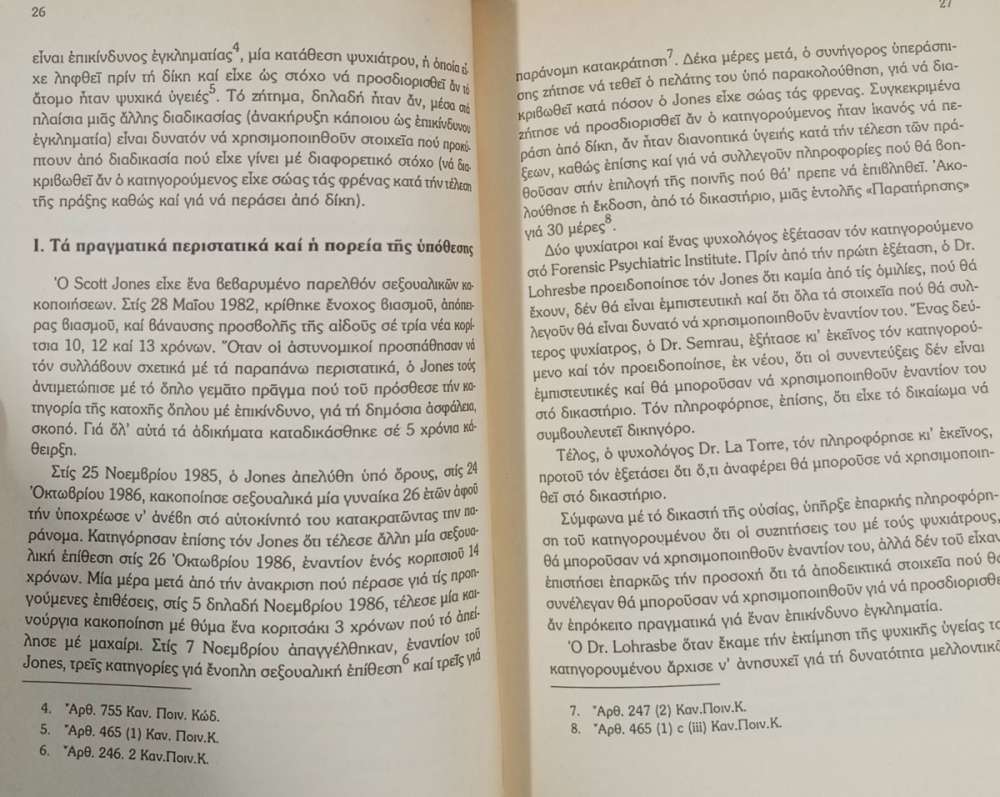 26
εἶναι ἐπικίνδυνος ἐγκληματίας⁴, μία κατάθεση ψυχιάτρου, ἡ ὁποία εἶ-
χε ληφθεῖ πρίν τή δίκη καί εἶχε ὡς στόχο νά προσδιορισθεῖ ἄν τό
ἄτομο ἦταν ψυχικά ὑγειές⁵. Τό ζήτημα, δηλαδή ἦταν ἄν, μέσα στά
πλαίσια μιᾶς ἄλλης διαδικασίας (ἀνακήρυξη κάποιου ὡς ἐπικίνδυνου
ἐγκληματία) εἶναι δυνατόν νά χρησιμοποιηθοῦν στοιχεῖα πού προκύ-
πτουν ἀπό διαδικασία πού εἶχε γίνει μέ διαφορετικό στόχο (νά δια-
κριβωθεῖ ἄν ὁ κατηγορούμενος εἶχε σώας τάς φρένας κατά τήν τέλεση
τῆς πράξης καθώς καί γιά νά περάσει ἀπό δίκη).
Ι. Τά πραγματικά περιστατικά καί ἡ πορεία τῆς ὑπόθεσης
Ὁ Scott Jones εἶχε ἕνα βεβαρυμένο παρελθόν σεξουαλικῶν κα-
κοποιήσεων. Στίς 28 Μαΐου 1982, κρίθηκε ἔνοχος βιασμοῦ, ἀπόπει-
ρας βιασμοῦ, καί βάναυσης προσβολῆς τῆς αἰδοῦς σέ τρία νέα κορί-
τσια 10, 12 καί 13 χρόνων. Ὅταν οἱ ἀστυνομικοί προσπάθησαν νά
τόν συλλάβουν σχετικά μέ τά παραπάνω περιστατικά, ὁ Jones τούς
ἀντιμετώπισε μέ τό ὅπλο γεμᾶτο πράγμα πού τοῦ πρόσθεσε τήν κα-
τηγορία τῆς κατοχῆς ὅπλου μέ ἐπικίνδυνο, γιά τή δημόσια ἀσφάλεια,
σκοπό. Γιά ὅλ' αὐτά τά ἀδικήματα καταδικάσθηκε σέ 5 χρόνια κά-
θειρξη.
Στίς 25 Νοεμβρίου 1985, ὁ Jones ἀπελύθη ὑπό ὅρους, στίς 24
Ὀκτωβρίου 1986, κακοποίησε σεξουαλικά μία γυναίκα 26 ἐτῶν ἀφοῦ
τήν ὑποχρέωσε ν' ἀνέβη στό αὐτοκίνητό του κατακρατῶντας την πα-
ράνομα. Κατηγόρησαν ἐπίσης τόν Jones ὅτι τέλεσε ἄλλη μία σεξουα-
λική ἐπίθεση στίς 26 Ὀκτωβρίου 1986, ἐναντίον ἑνός κοριτσιοῦ 14
χρόνων. Μία μέρα μετά ἀπό τήν ἀνακριση πού πέρασε γιά τίς προη-
γούμενες ἐπιθέσεις, στίς 5 δηλαδή Νοεμβρίου 1986, τέλεσε μία και-
νούργια κακοποίηση μέ θύμα ἕνα κοριτσάκι 3 χρόνων πού τό ἀπεί-
λησε μέ μαχαίρι. Στίς 7 Νοεμβρίου ἀπαγγέλθηκαν, ἐναντίον τοῦ
Jones, τρεῖς κατηγορίες γιά ἔνοπλη σεξουαλική ἐπίθεση⁶ καί τρεῖς γιά
4. Ἄρθ. 755 Καν. Ποιν. Κώδ.
5. Ἄρθ. 465 (1) Καν. Ποιν.Κ.
6. Ἄρθ. 246. 2 Καν.Ποιν.Κ.
27
παράνομη κατακράτηση⁷. Δέκα μέρες μετά, ὁ συνήγορος ὑπεράσπι-
σης ζήτησε νά τεθεῖ ὁ πελάτης του ὑπό παρακολούθηση, γιά νά δια-
κριβωθεῖ κατά πόσον ὁ Jones εἶχε σώας τάς φρενας. Συγκεκριμένα
ζήτησε νά προσδιορισθεῖ ἄν ὁ κατηγορούμενος ἦταν ἱκανός νά πε-
ράση ἀπό δίκη, ἄν ἦταν διανοητικά ὑγειής κατά τήν τέλεση τῶν πρά-
ξεων, καθώς ἐπίσης καί γιά νά συλλεγοῦν πληροφορίες πού θά βοη-
θοῦσαν στήν ἐπιλογή τῆς ποινῆς πού θά' πρεπε νά ἐπιβληθεῖ. Ἀκο-
λούθησε ἡ ἔκδοση, ἀπό τό δικαστήριο, μιᾶς ἐντολῆς «Παρατήρησης»
γιά 30 μέρες⁸.
Δύο ψυχίατροι καί ἕνας ψυχολόγος ἐξέτασαν τόν κατηγορούμενο
στό Forensic Psychiatric Institute. Πρίν ἀπό τήν πρώτη ἐξέταση, ὁ Dr.
Lohresbe προειδοποίησε τόν Jones ὅτι καμία ἀπό τίς ὁμιλίες, πού θά
ἔχουν, δέν θά εἶναι ἐμπιστευτική καί ὅτι ὅλα τά στοιχεῖα πού θά συλ-
λεγοῦν θά εἶναι δυνατό νά χρησιμοποιηθοῦν ἐναντίον του. Ἕνας δεύ-
τερος ψυχίατρος, ὁ Dr. Semrau, ἐξήτασε κι' ἐκεῖνος τόν κατηγορού-
μενο καί τόν προειδοποίησε, ἐκ νέου, ὅτι οἱ συνεντεύξεις δέν εἶναι
ἐμπιστευτικές καί θά μποροῦσαν νά χρησιμοποιηθοῦν ἐναντίον του
στό δικαστήριο. Τόν πληροφόρησε, ἐπίσης, ὅτι εἶχε τό δικαίωμα νά
συμβουλευτεῖ δικηγόρο.
Τέλος, ὁ ψυχολόγος Dr. La Torre, τόν πληροφόρησε κι' ἐκεῖνος,
προτοῦ τόν ἐξετάσει ὅτι ὅ,τι ἀναφέρει θά μποροῦσε νά χρησιμοποιη-
θεῖ στό δικαστήριο.
Σύμφωνα μέ τό δικαστή τῆς οὐσίας, ὑπῆρξε ἐπαρκής πληροφόρη-
ση τοῦ κατηγορουμένου ὅτι οἱ συζητήσεις του μέ τούς ψυχιάτρους,
θά μποροῦσαν νά χρησιμοποιηθοῦν ἐναντίον του, ἀλλά δέν τοῦ εἶχαν
ἐπιστήσει ἐπαρκῶς τήν προσοχή ὅτι τά ἀποδεικτικά στοιχεῖα πού θά
συνέλεγαν θά μποροῦσαν νά χρησιμοποιηθοῦν γιά νά προσδιορισθεῖ
ἄν ἐπρόκειτο πραγματικά γιά ἕναν ἐπικίνδυνο ἐγκληματία.
Ὁ Dr. Lohrasbe ὅταν ἔκαμε τήν ἐκτίμηση τῆς ψυχικῆς ὑγείας το
κατηγορουμένου ἄρχισε ν' ἀνησυχεῖ γιά τή δυνατότητα μελλοντικά
7. Ἄρθ. 247 (2) Καν.Ποιν.Κ.
8. Ἄρθ. 465 (1) c (iii) Καν.Ποιν.Κ.